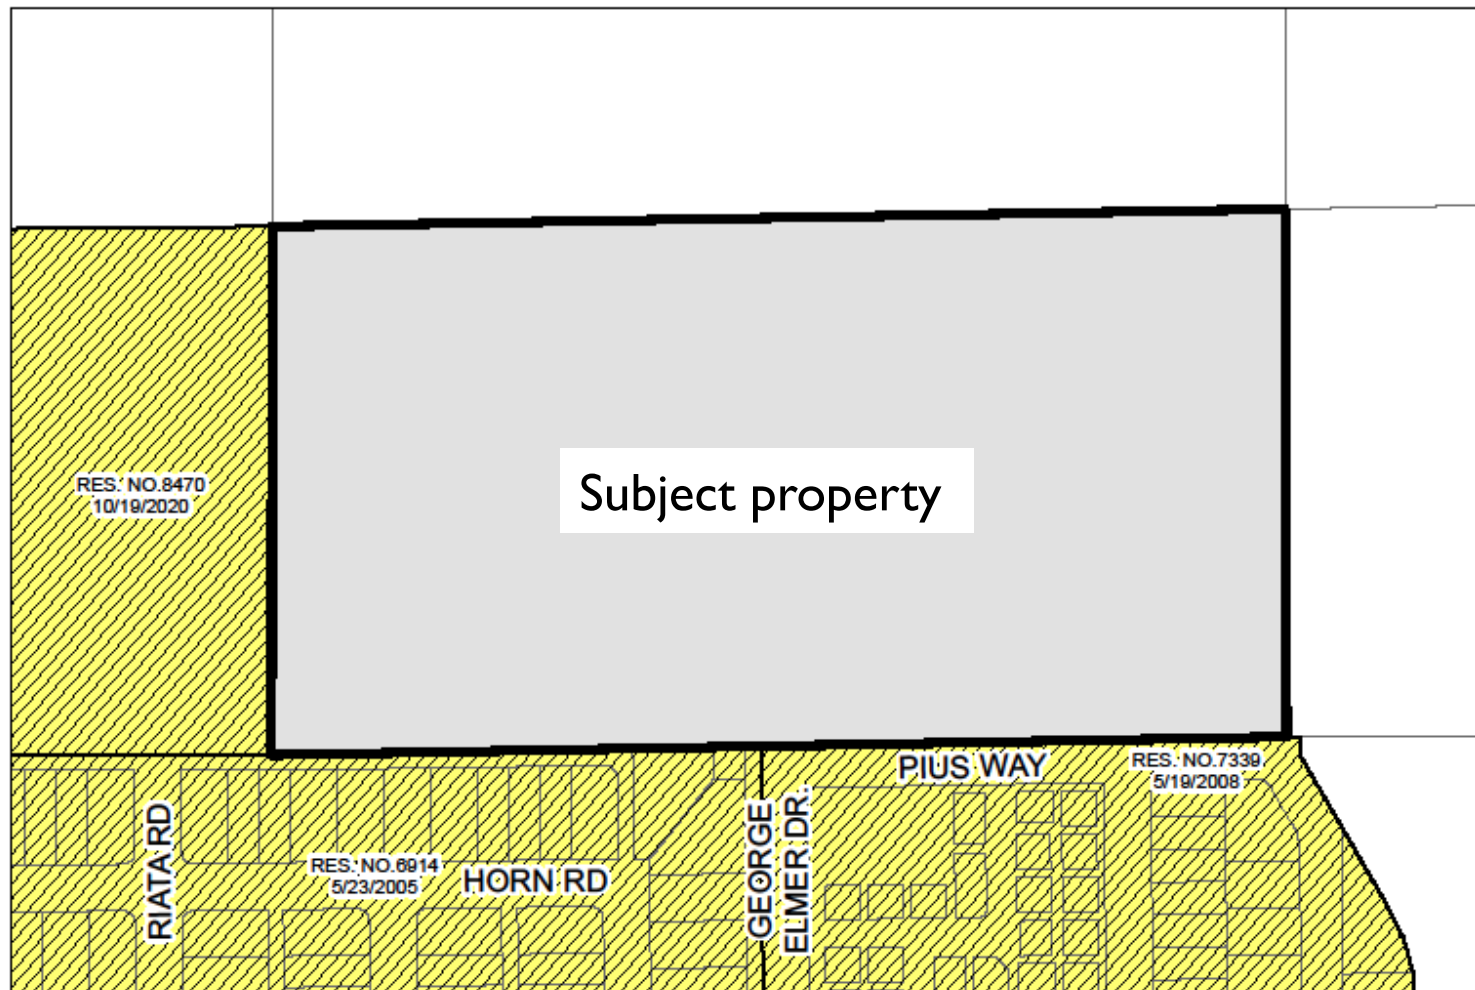 RES. NO.8470
10/19/2020
Subject property
PIUS WAY
RES. NO.7339
5/19/2008
RIATA RD
RES. NO.6914
5/23/2005
HORN RD
GEORGE
ELMER DR.